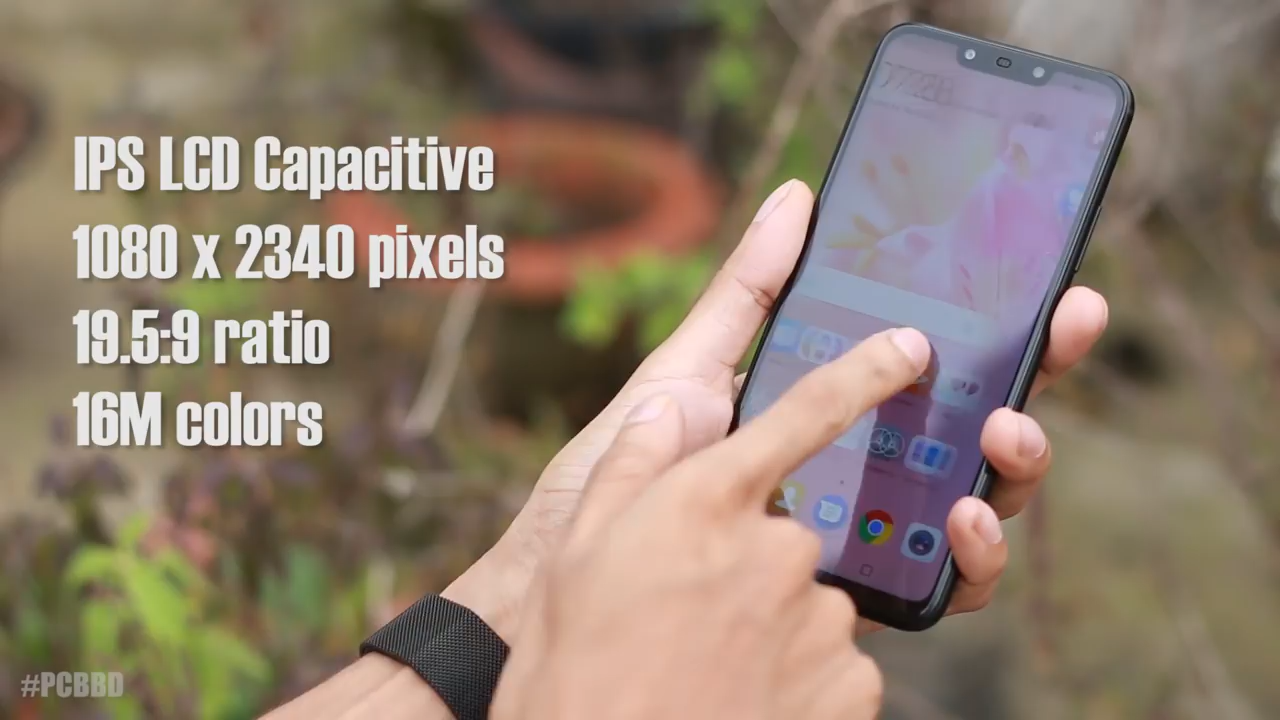 IPS LCD Capacitive
1080 x 2340 pixels
19.5:9 ratio
16M colors
#PCBBD